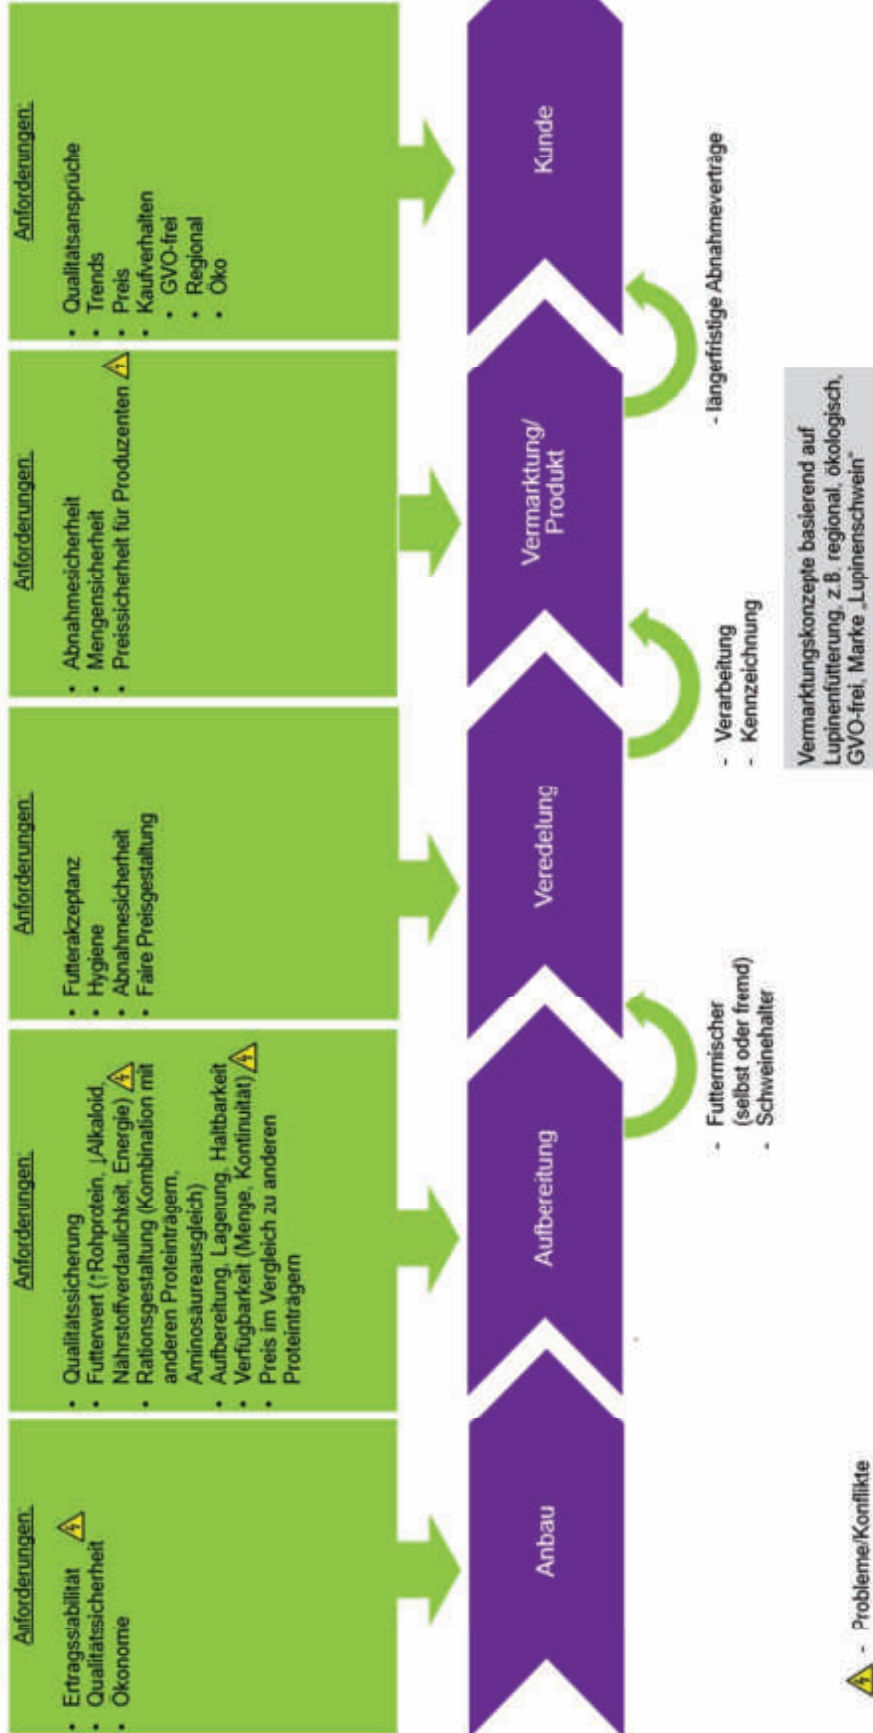 Anforderungen:
• Ertragsstabilität
• Qualitätssicherheit
• Ökonome
Anforderungen:
• Qualitätssicherung
• Futterwert (↑Rohprotein, ↓Alkaloid,
Nährstoffverdaulichkeit, Energie)
• Rationsgestaltung (Kombination mit
anderen Proteinträgern,
Aminosäureausgleich)
• Aufbereitung, Lagerung, Haltbarkeit
• Verfügbarkeit (Menge, Kontinuität)
• Preis im Vergleich zu anderen
Proteinträgern
Anforderungen:
• Futterakzeptanz
• Hygiene
• Abnahmesicherheit
• Faire Preisgestaltung
Anforderungen:
• Abnahmesicherheit
• Mengensicherheit
• Preissicherheit für Produzenten
Anforderungen:
• Qualitätsansprüche
• Trends
• Preis
• Kaufverhalten
• GVO-frei
• Regional
• Öko
Anbau
Aufbereitung
Veredelung
Vermarktung/
Produkt
Kunde
- Futtermischer
(selbst oder fremd)
- Schweinehalter
- Verarbeitung
- Kennzeichnung
- längerfristige Abnahmeverträge
Vermarktungskonzepte basierend auf
Lupinenfütterung, z.B. regional, ökologisch,
GVO-frei, Marke „Lupinenschwein"
- Probleme/Konflikte